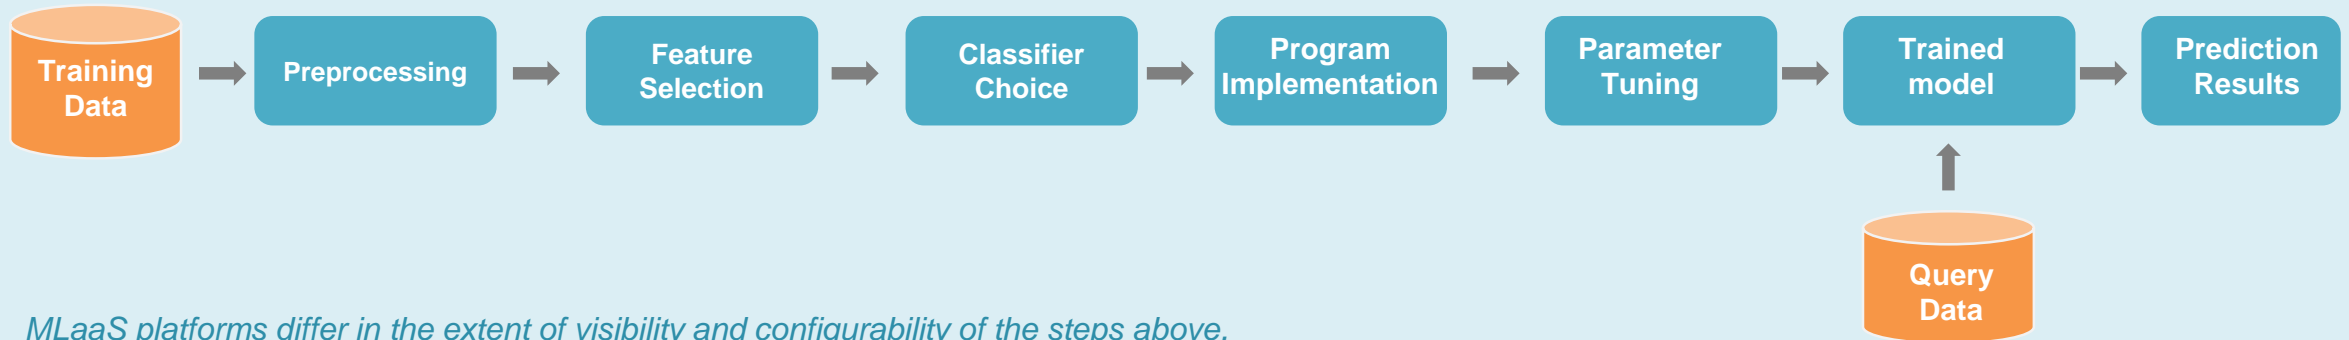 Training
Data
Preprocessing
Feature
Selection
Classifier
Choice
Program
Implementation
Parameter
Tuning
Trained
model
Prediction
Results
Query
Data
MLaaS platforms differ in the extent of visibility and configurability of the steps above.